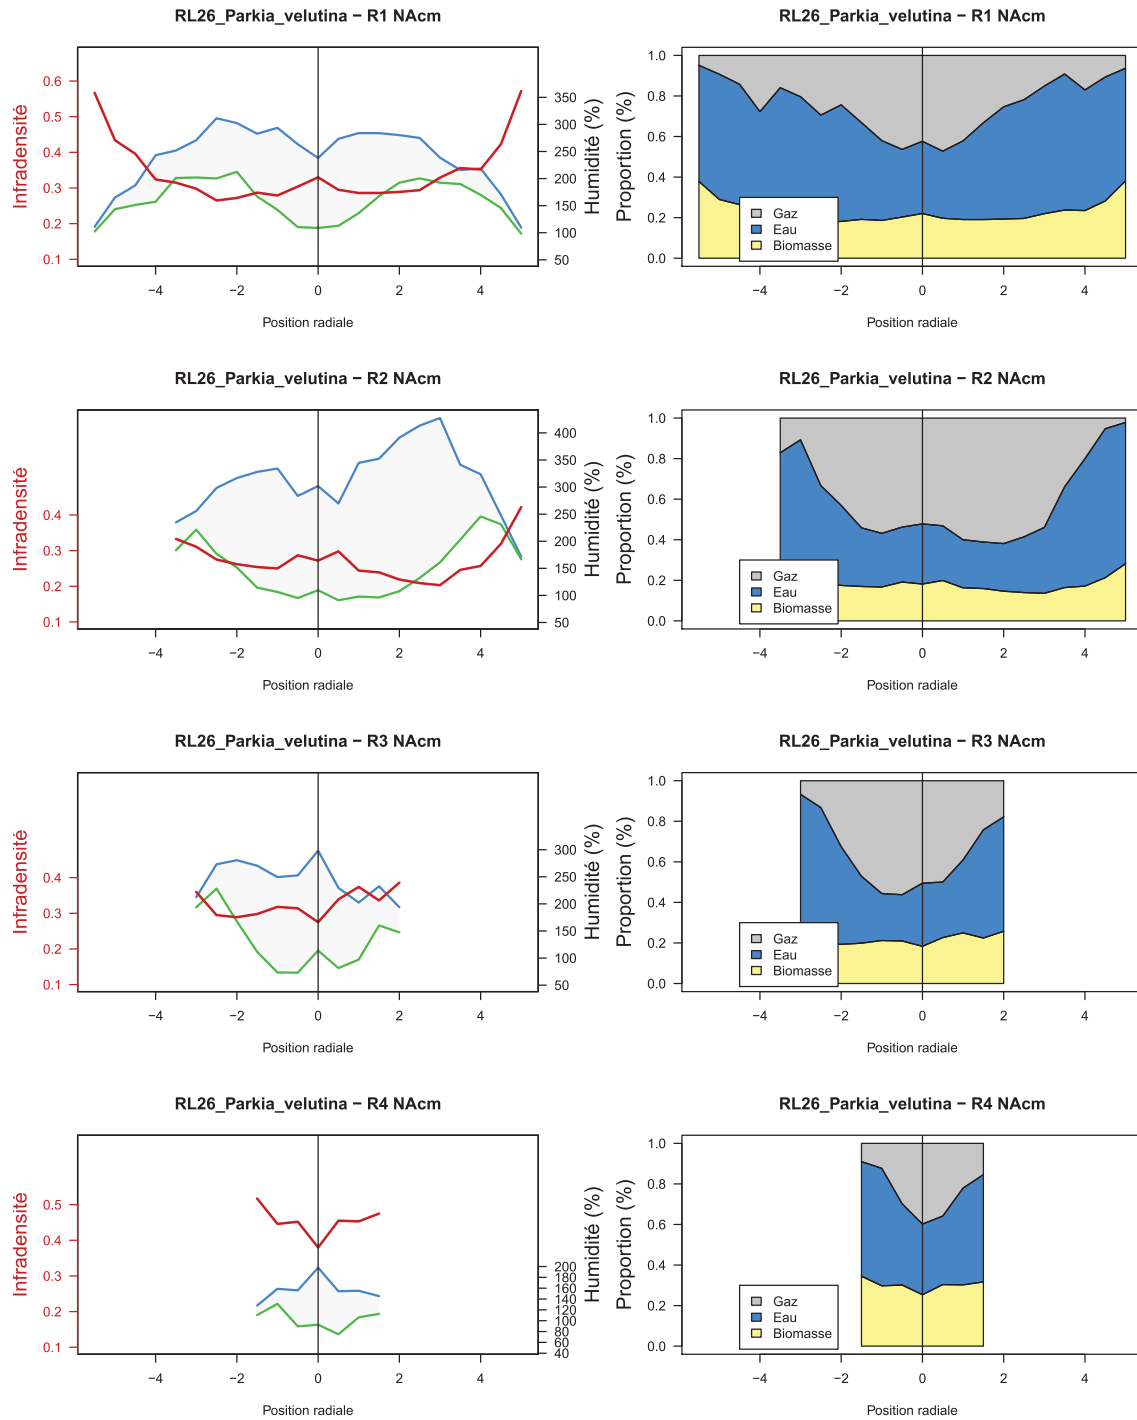 RL26_Parkia_velutina − R1 NAcm
Infradensité
0.6
0.5
0.4
0.3
0.2
0.1
350
300
250
200
150
100
50
Humidité (%)
−4 −2 0 2 4
Position radiale
RL26_Parkia_velutina − R1 NAcm
Proportion (%)
1.0
0.8
0.6
0.4
0.2
0.0
Gaz
Eau
Biomasse
−4 −2 0 2 4
Position radiale
RL26_Parkia_velutina − R2 NAcm
Infradensité
0.4
0.3
0.2
0.1
400
350
300
250
200
150
100
50
Humidité (%)
−4 −2 0 2 4
Position radiale
RL26_Parkia_velutina − R2 NAcm
Proportion (%)
1.0
0.8
0.6
0.4
0.2
0.0
Gaz
Eau
Biomasse
−4 −2 0 2 4
Position radiale
RL26_Parkia_velutina − R3 NAcm
Infradensité
0.4
0.3
0.2
0.1
300
250
200
150
100
50
Humidité (%)
−4 −2 0 2 4
Position radiale
RL26_Parkia_velutina − R3 NAcm
Proportion (%)
1.0
0.8
0.6
0.4
0.2
0.0
Gaz
Eau
Biomasse
−4 −2 0 2 4
Position radiale
RL26_Parkia_velutina − R4 NAcm
Infradensité
0.5
0.4
0.3
0.2
0.1
200
180
160
140
120
100
80
60
40
Humidité (%)
−4 −2 0 2 4
Position radiale
RL26_Parkia_velutina − R4 NAcm
Proportion (%)
1.0
0.8
0.6
0.4
0.2
0.0
Gaz
Eau
Biomasse
−4 −2 0 2 4
Position radiale